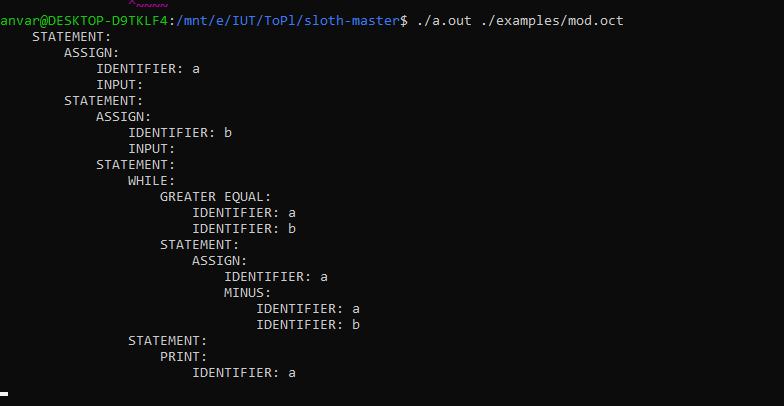 ^~~~~
anvar@DESKTOP-D9TKLF4:/mnt/e/IUT/ToPl/sloth-master$ ./a.out ./examples/mod.oct
STATEMENT:
ASSIGN:
IDENTIFIER: a
INPUT:
STATEMENT:
ASSIGN:
IDENTIFIER: b
INPUT:
STATEMENT:
WHILE:
GREATER EQUAL:
IDENTIFIER: a
IDENTIFIER: b
STATEMENT:
ASSIGN:
IDENTIFIER: a
MINUS:
IDENTIFIER: a
IDENTIFIER: b
STATEMENT:
PRINT:
IDENTIFIER: a